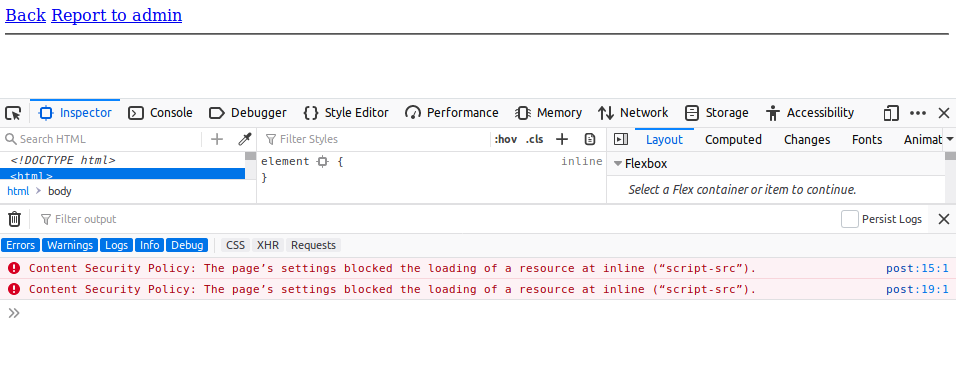 Back Report to admin
Inspector Console Debugger Style Editor Performance Memory Network Storage Accessibility
Search HTML Filter Styles :hov .cls Layout Computed Changes Fonts Animat
<!DOCTYPE html> element { inline Flexbox
<html> }
html body Select a Flex container or item to continue.
Filter output Persist Logs
Errors Warnings Logs Info Debug CSS XHR Requests
Content Security Policy: The page’s settings blocked the loading of a resource at inline (“script-src”). post:15:1
Content Security Policy: The page’s settings blocked the loading of a resource at inline (“script-src”). post:19:1